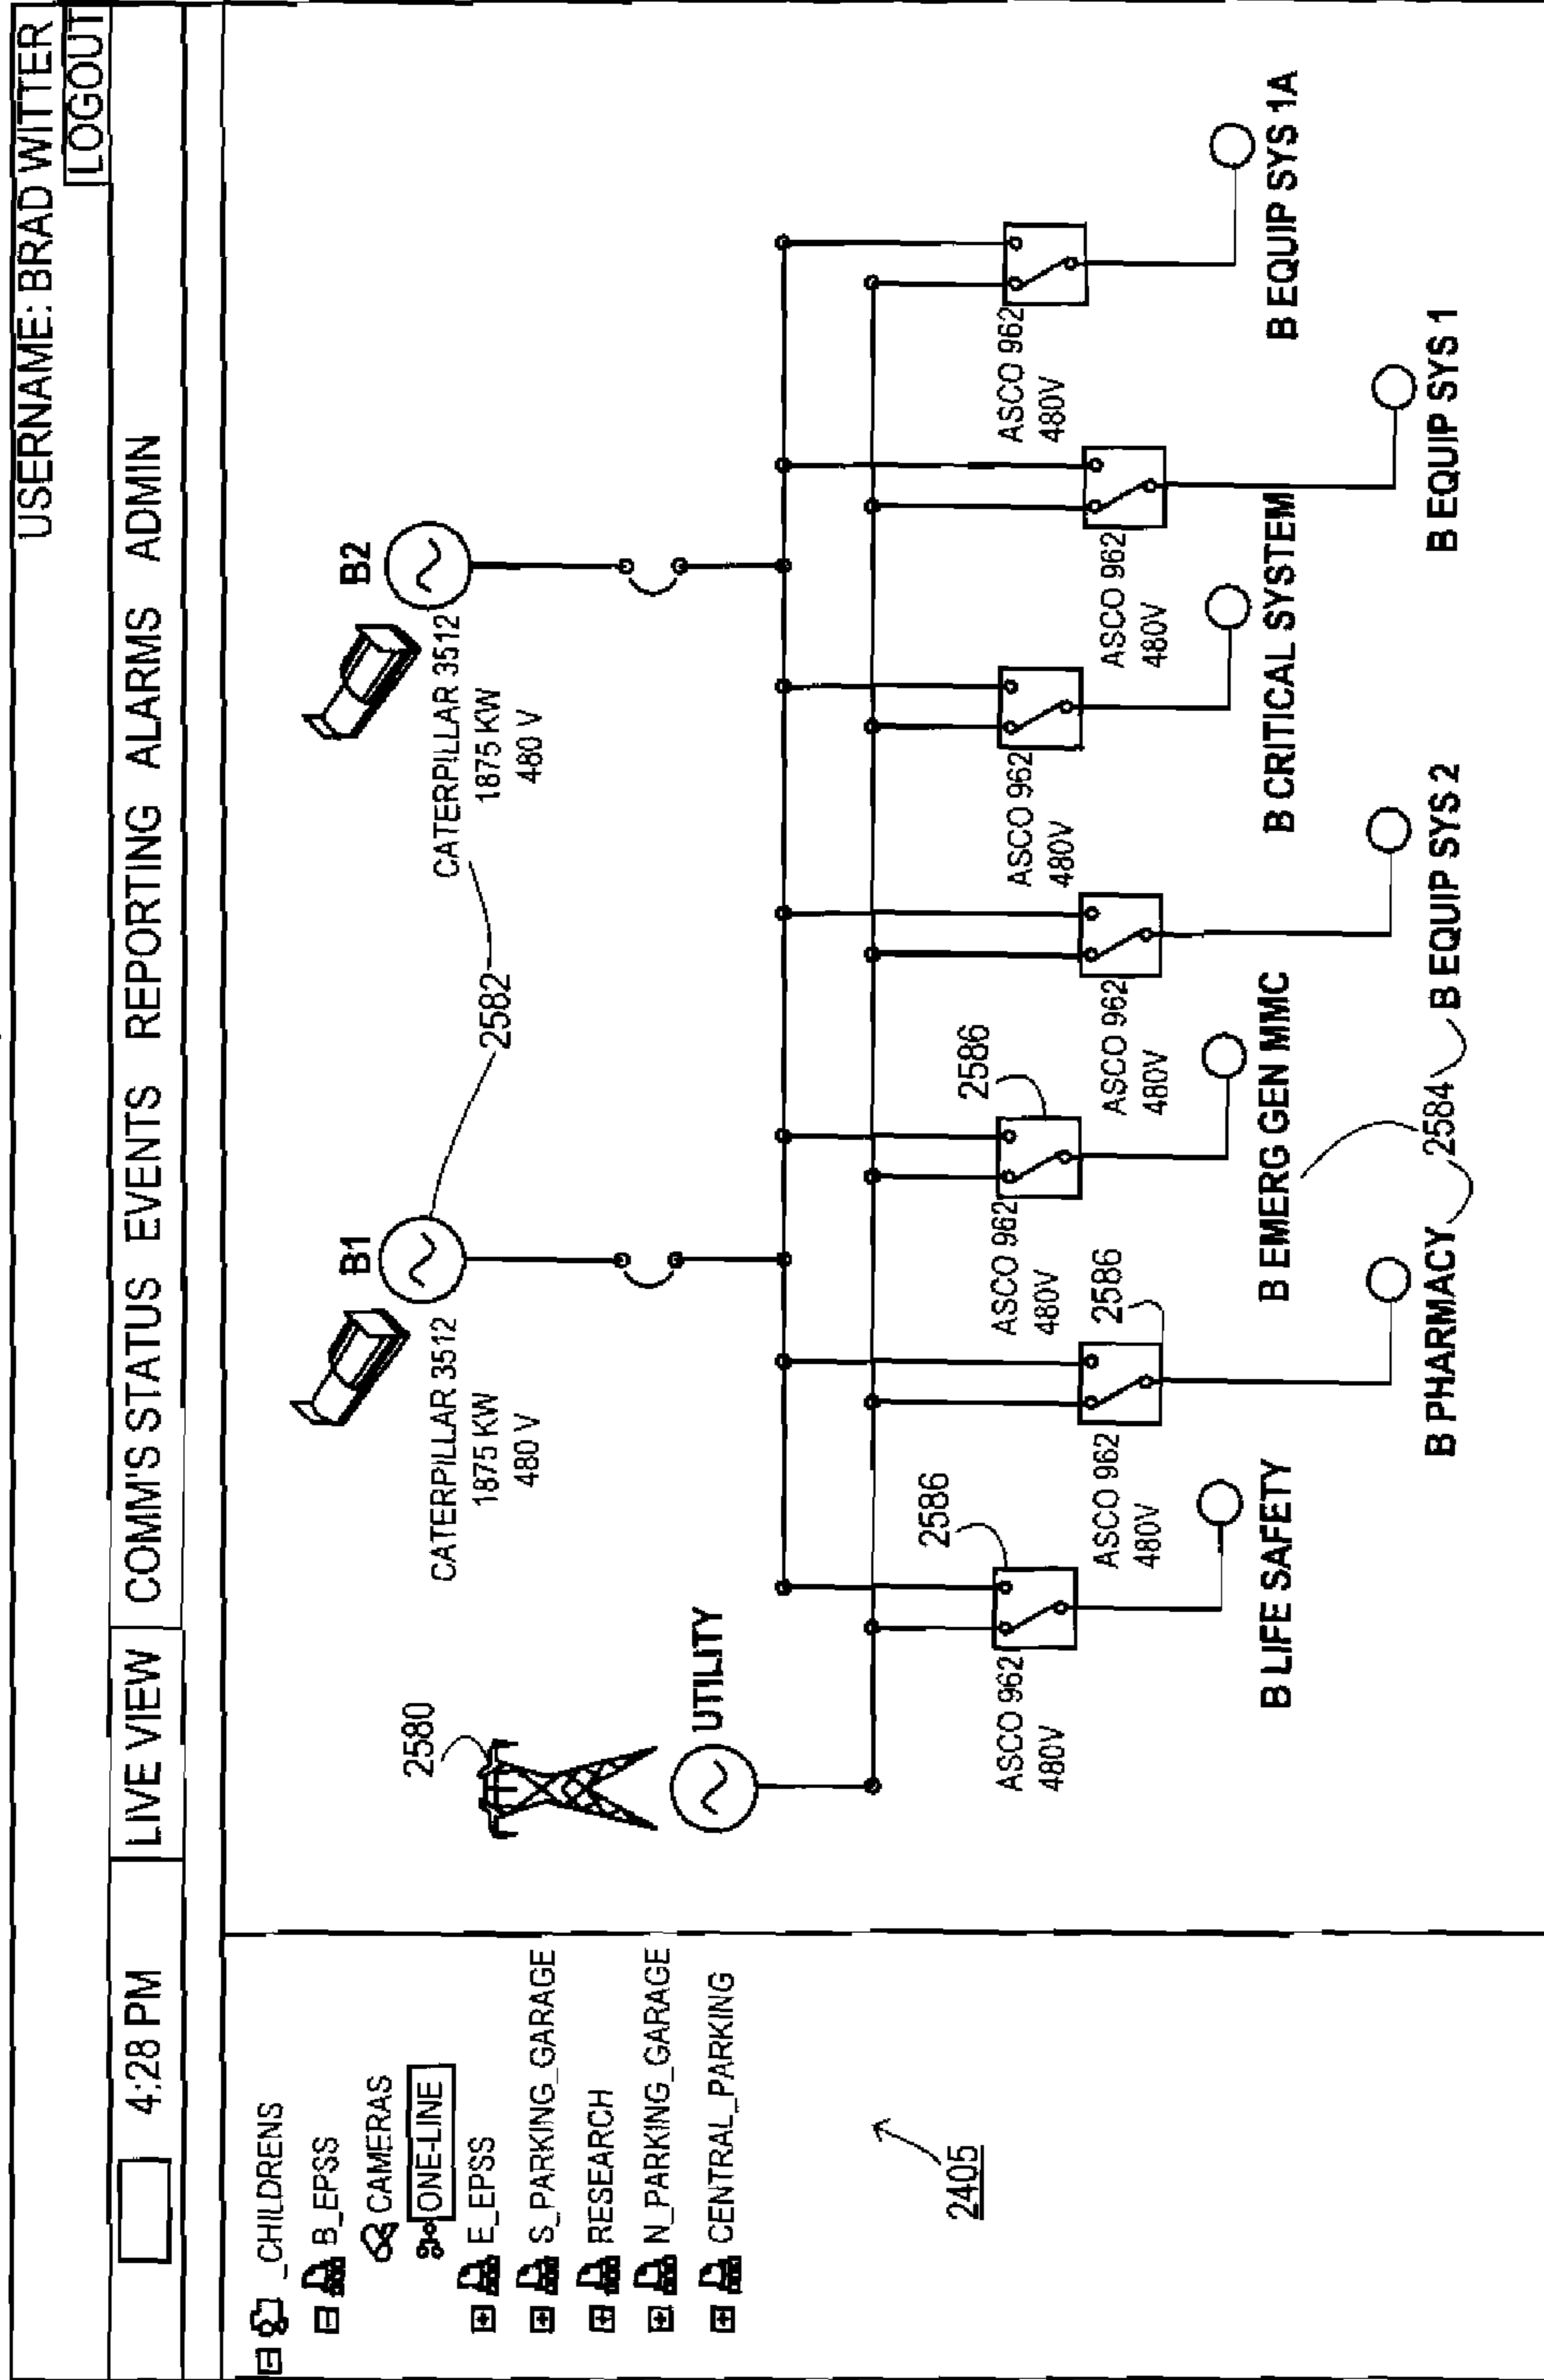 USERNAME: BRAD WITTER
LOGOUT
4:28 PM LIVE VIEW COMM'S STATUS EVENTS REPORTING ALARMS ADMIN
_CHILDRENS
B_EPSS
CAMERAS
ONE-LINE
E_EPSS
S_PARKING_GARAGE
RESEARCH
N_PARKING_GARAGE
CENTRAL_PARKING
2405
2580
UTILITY
B1
CATERPILLAR 3512
1875 KW
480 V
2582
B2
CATERPILLAR 3512
1875 KW
480 V
ASCO 962
480V
2586
B LIFE SAFETY
ASCO 962
480V
2586
B PHARMACY
ASCO 962
480V
2586
B EMERG GEN MMC
2584
ASCO 962
480V
B EQUIP SYS 2
ASCO 962
480V
B CRITICAL SYSTEM
ASCO 962
480V
B EQUIP SYS 1
ASCO 962
480V
B EQUIP SYS 1A